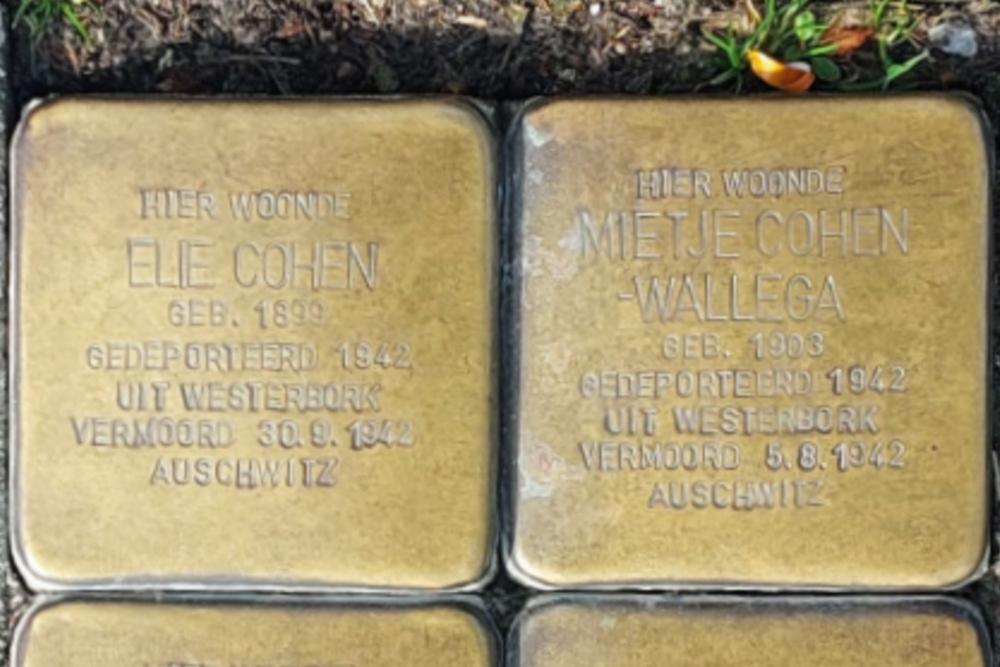 HIER WOONDE
ELIE COHEN
GEB. 1899
GEDEPORTEERD 1942
UIT WESTERBORK
VERMOORD 30.9.1942
AUSCHWITZ
HIER WOONDE
MIETJE COHEN
-WALLEGA
GEB. 1903
GEDEPORTEERD 1942
UIT WESTERBORK
VERMOORD 5.8.1942
AUSCHWITZ